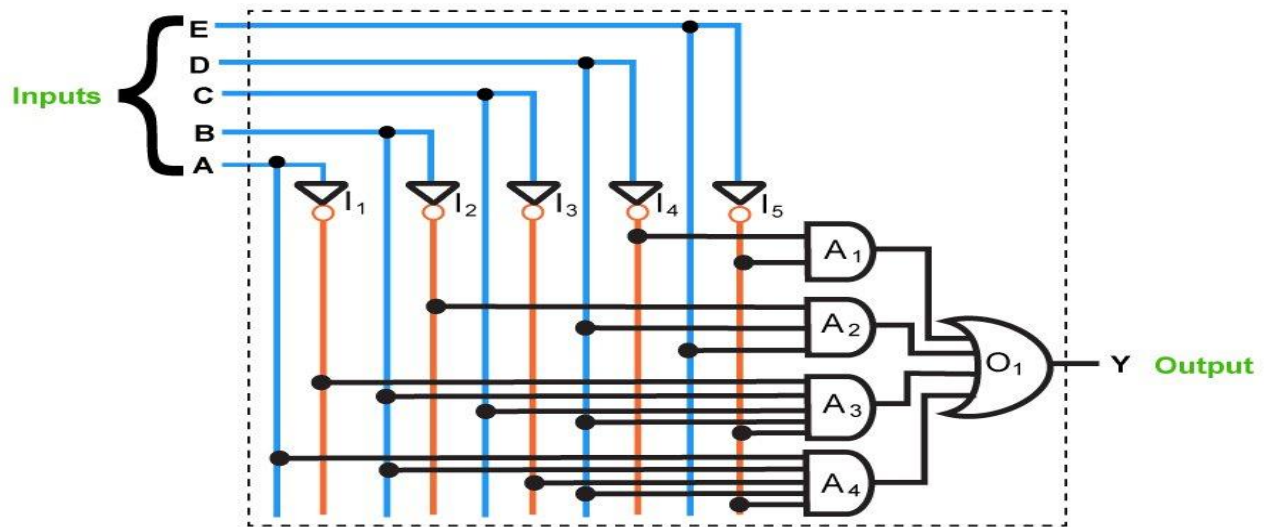 E
D
C
Inputs
B
A
I1 I2 I3 I4 I5
A1
A2
O1 Y Output
A3
A4